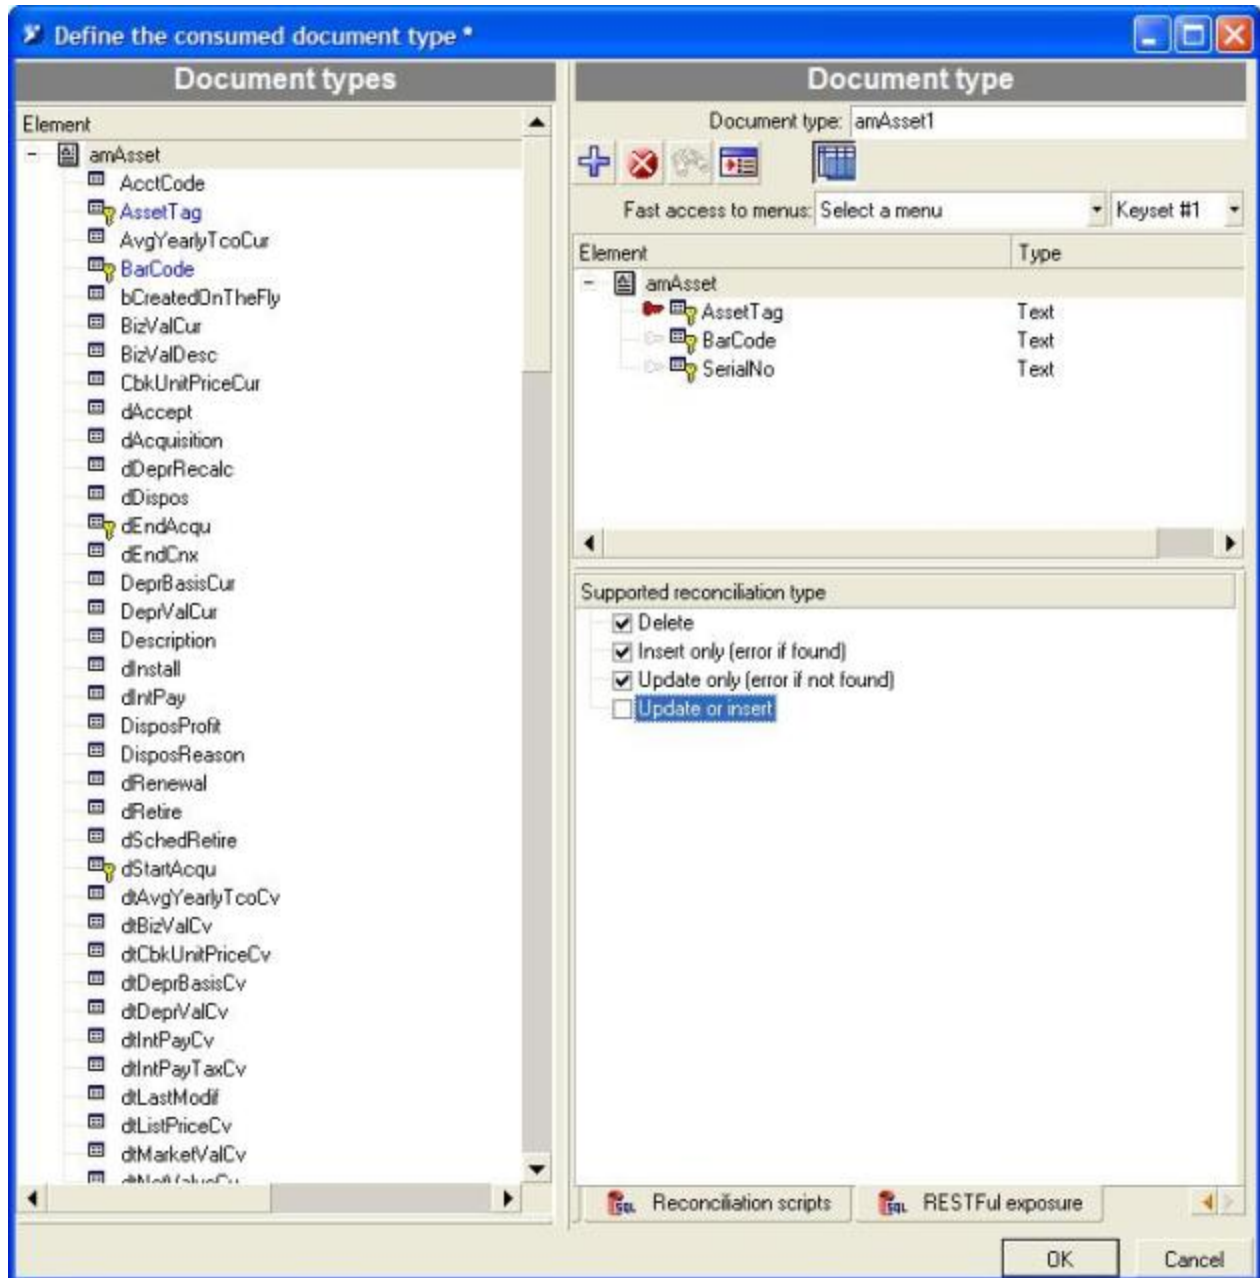 Define the consumed document type *
Document types
Element
amAsset
AcctCode
AssetTag
AvgYearlyTcoCur
BarCode
bCreatedOnTheFly
BizValCur
BizValDesc
CbkUnitPriceCur
dAccept
dAcquisition
dDeprRecalc
dDispos
dEndAcqu
dEndCnx
DeprBasisCur
DeprValCur
Description
dInstall
dIntPay
DisposProfit
DisposReason
dRenewal
dRetire
dSchedRetire
dStartAcqu
dtAvgYearlyTcoCv
dtBizValCv
dtCbkUnitPriceCv
dtDeprBasisCv
dtDeprValCv
dtIntPayCv
dtIntPayTaxCv
dtLastModif
dtListPriceCv
dtMarketValCv
Document type
Document type: amAsset1
Fast access to menus: Select a menu Keyset #1
Element Type
amAsset
AssetTag Text
BarCode Text
SerialNo Text
Supported reconciliation type
Delete
Insert only (error if found)
Update only (error if not found)
Update or insert
SQL Reconciliation scripts SQL RESTFul exposure
OK Cancel